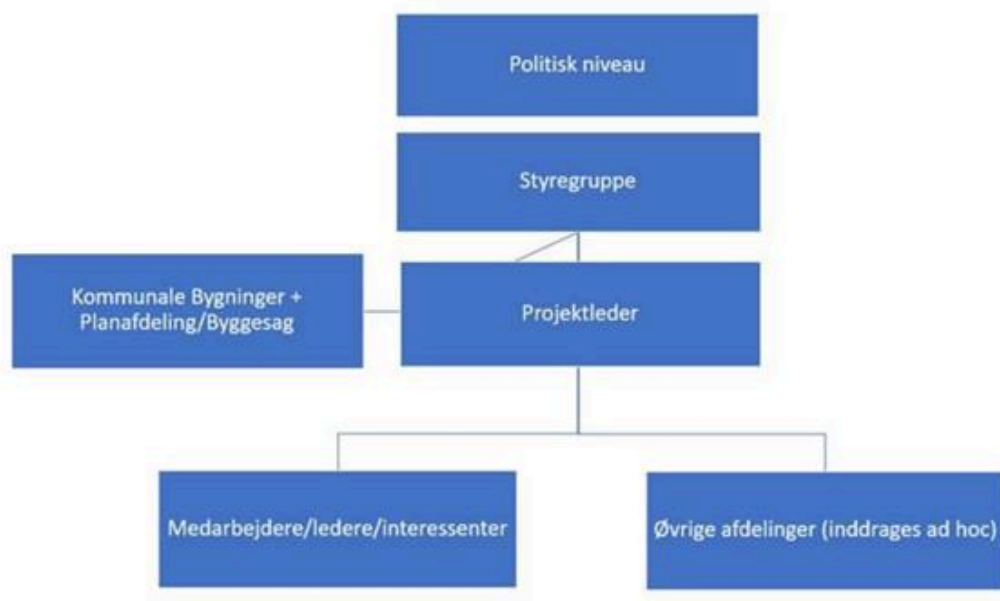 Politisk niveau
Styregruppe
Kommunale Bygninger +
Planafdeling/Byggesag
Projektleder
Medarbejdere/ledere/interessenter
Øvrige afdelinger (inddrages ad hoc)